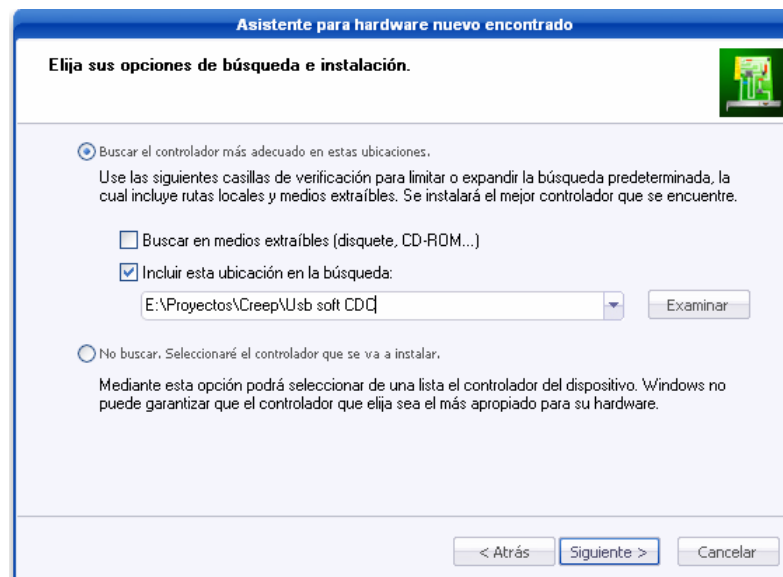 Asistente para hardware nuevo encontrado
Elija sus opciones de búsqueda e instalación.
Buscar el controlador más adecuado en estas ubicaciones.
Use las siguientes casillas de verificación para limitar o expandir la búsqueda predeterminada, la
cual incluye rutas locales y medios extraíbles. Se instalará el mejor controlador que se encuentre.
Buscar en medios extraíbles (disquete, CD-ROM...)
Incluir esta ubicación en la búsqueda:
E:\Proyectos\Creep\Usb soft CDC
Examinar
No buscar. Seleccionaré el controlador que se va a instalar.
Mediante esta opción podrá seleccionar de una lista el controlador del dispositivo. Windows no
puede garantizar que el controlador que elija sea el más apropiado para su hardware.
< Atrás Siguiente > Cancelar